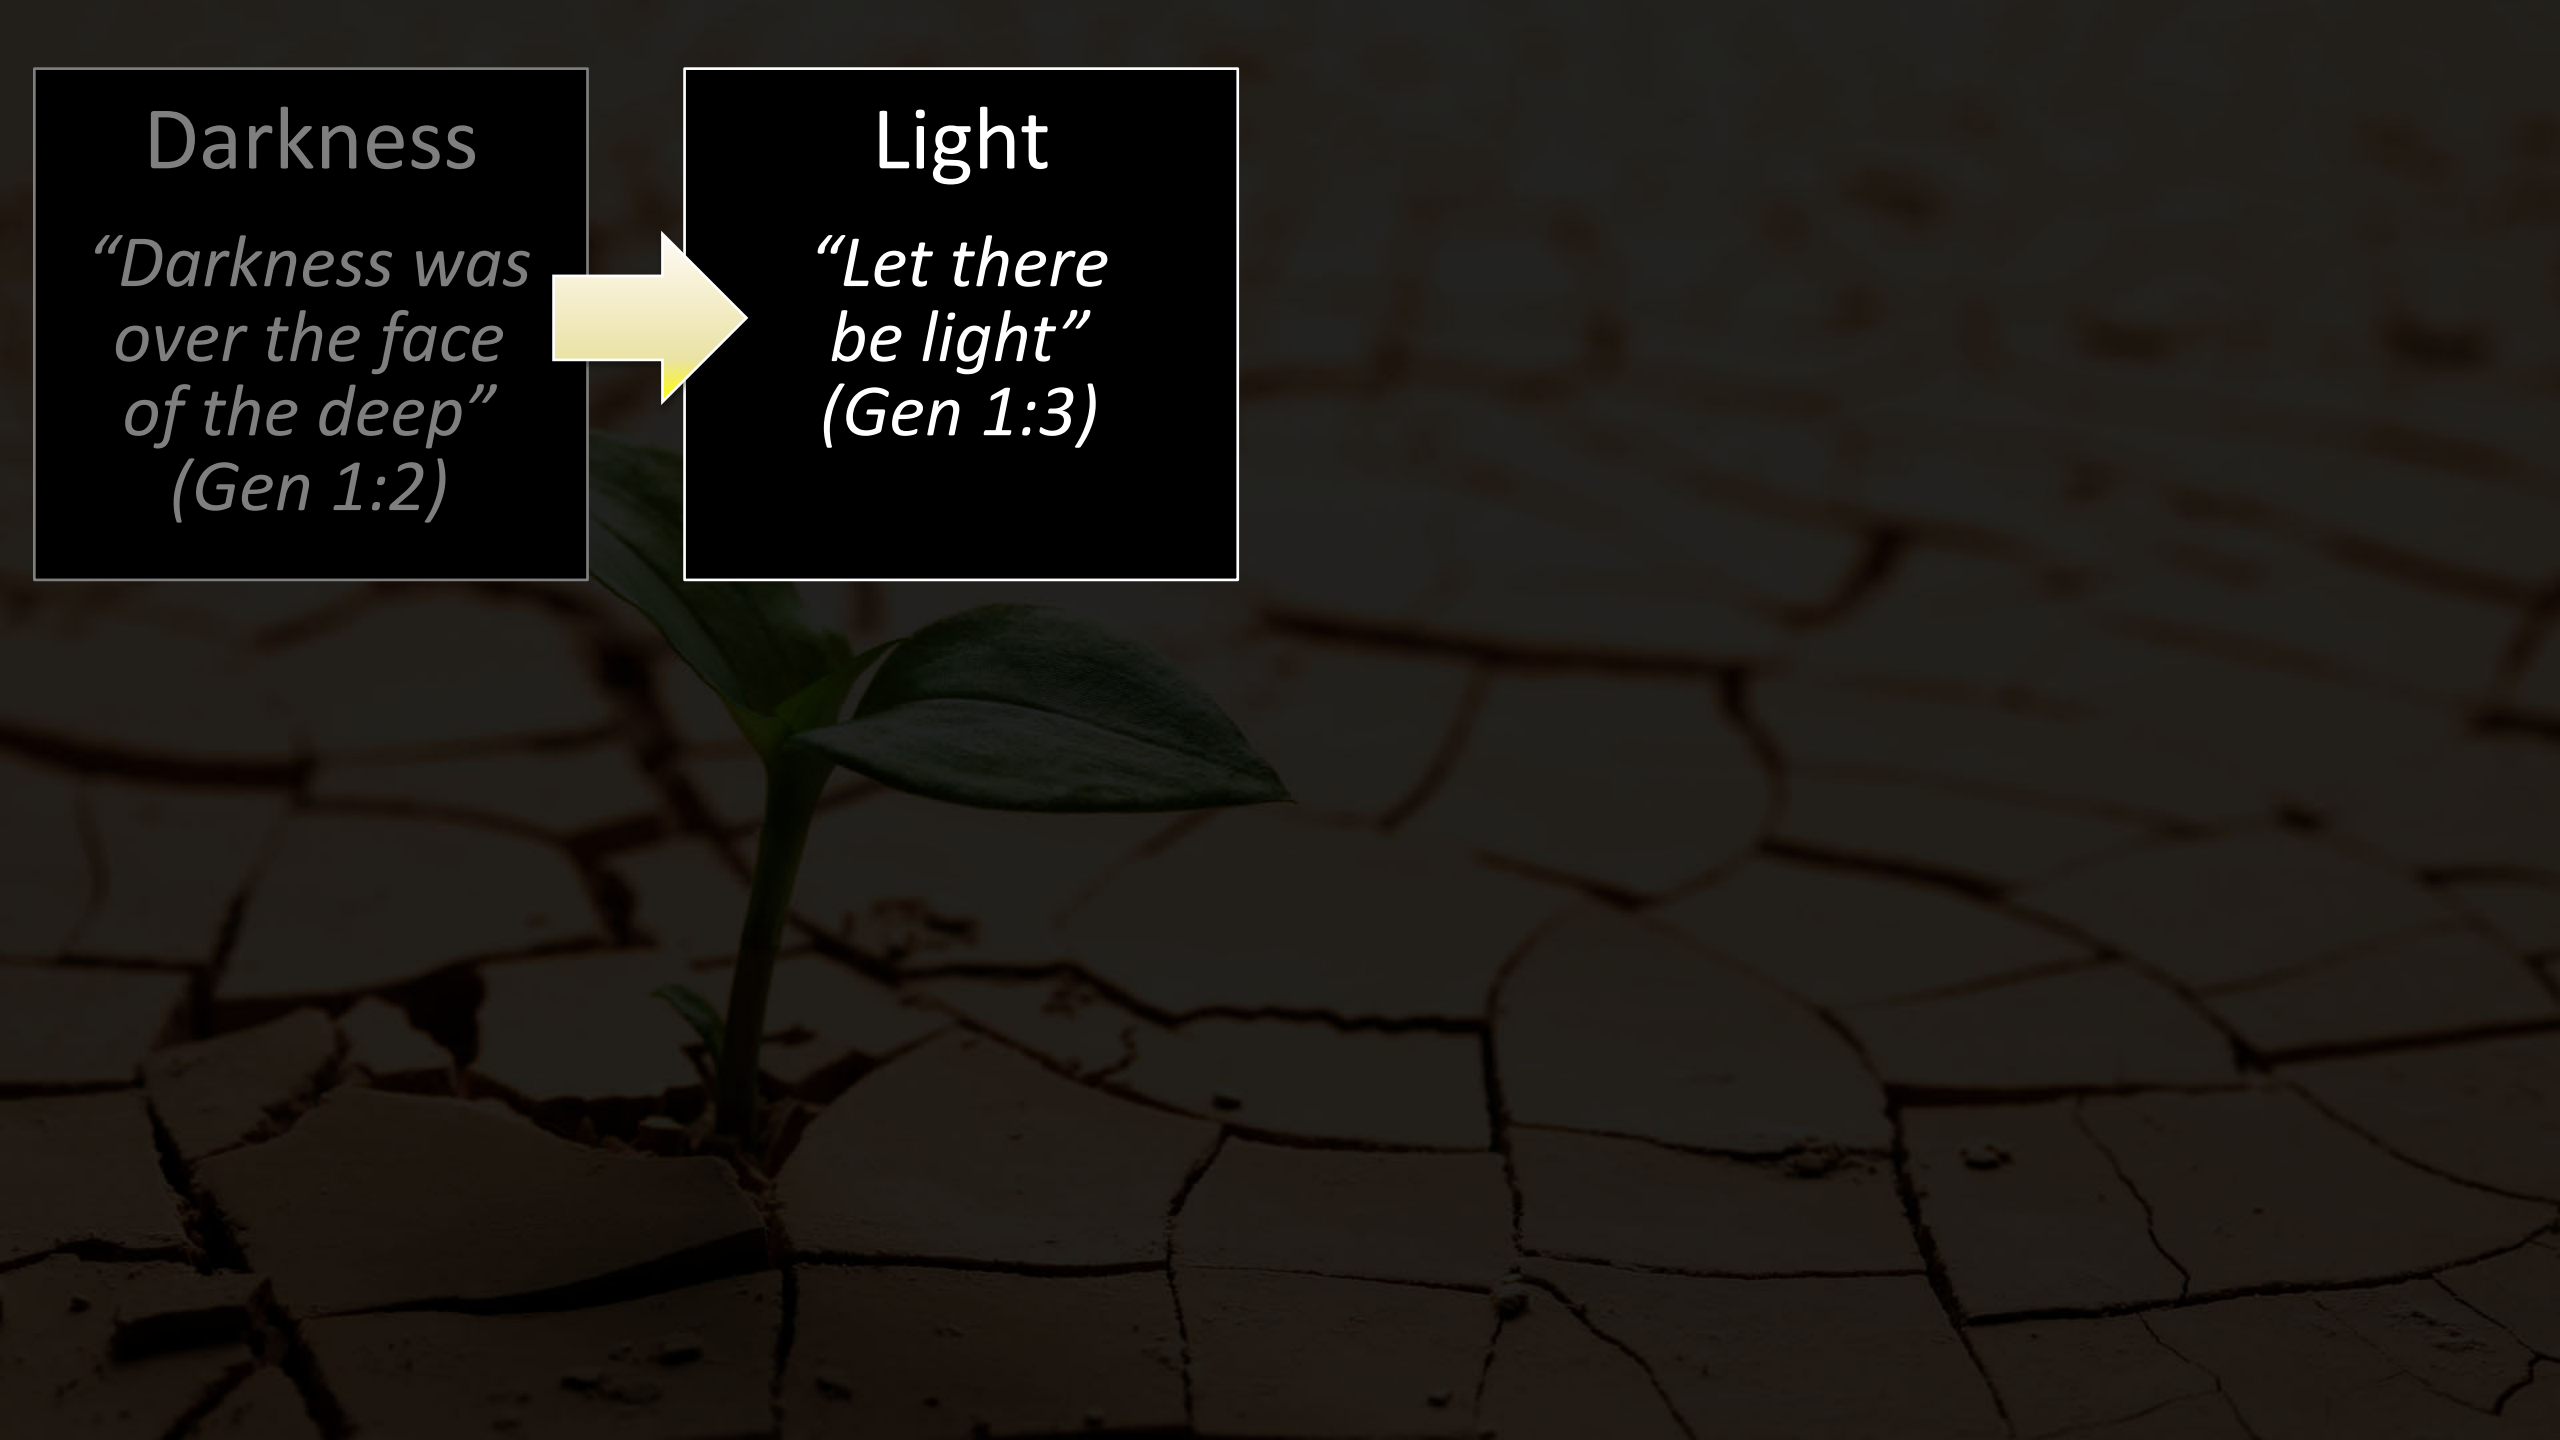 Darkness
“Darkness was
over the face
of the deep”
(Gen 1:2)
Light
“Let there
be light”
(Gen 1:3)